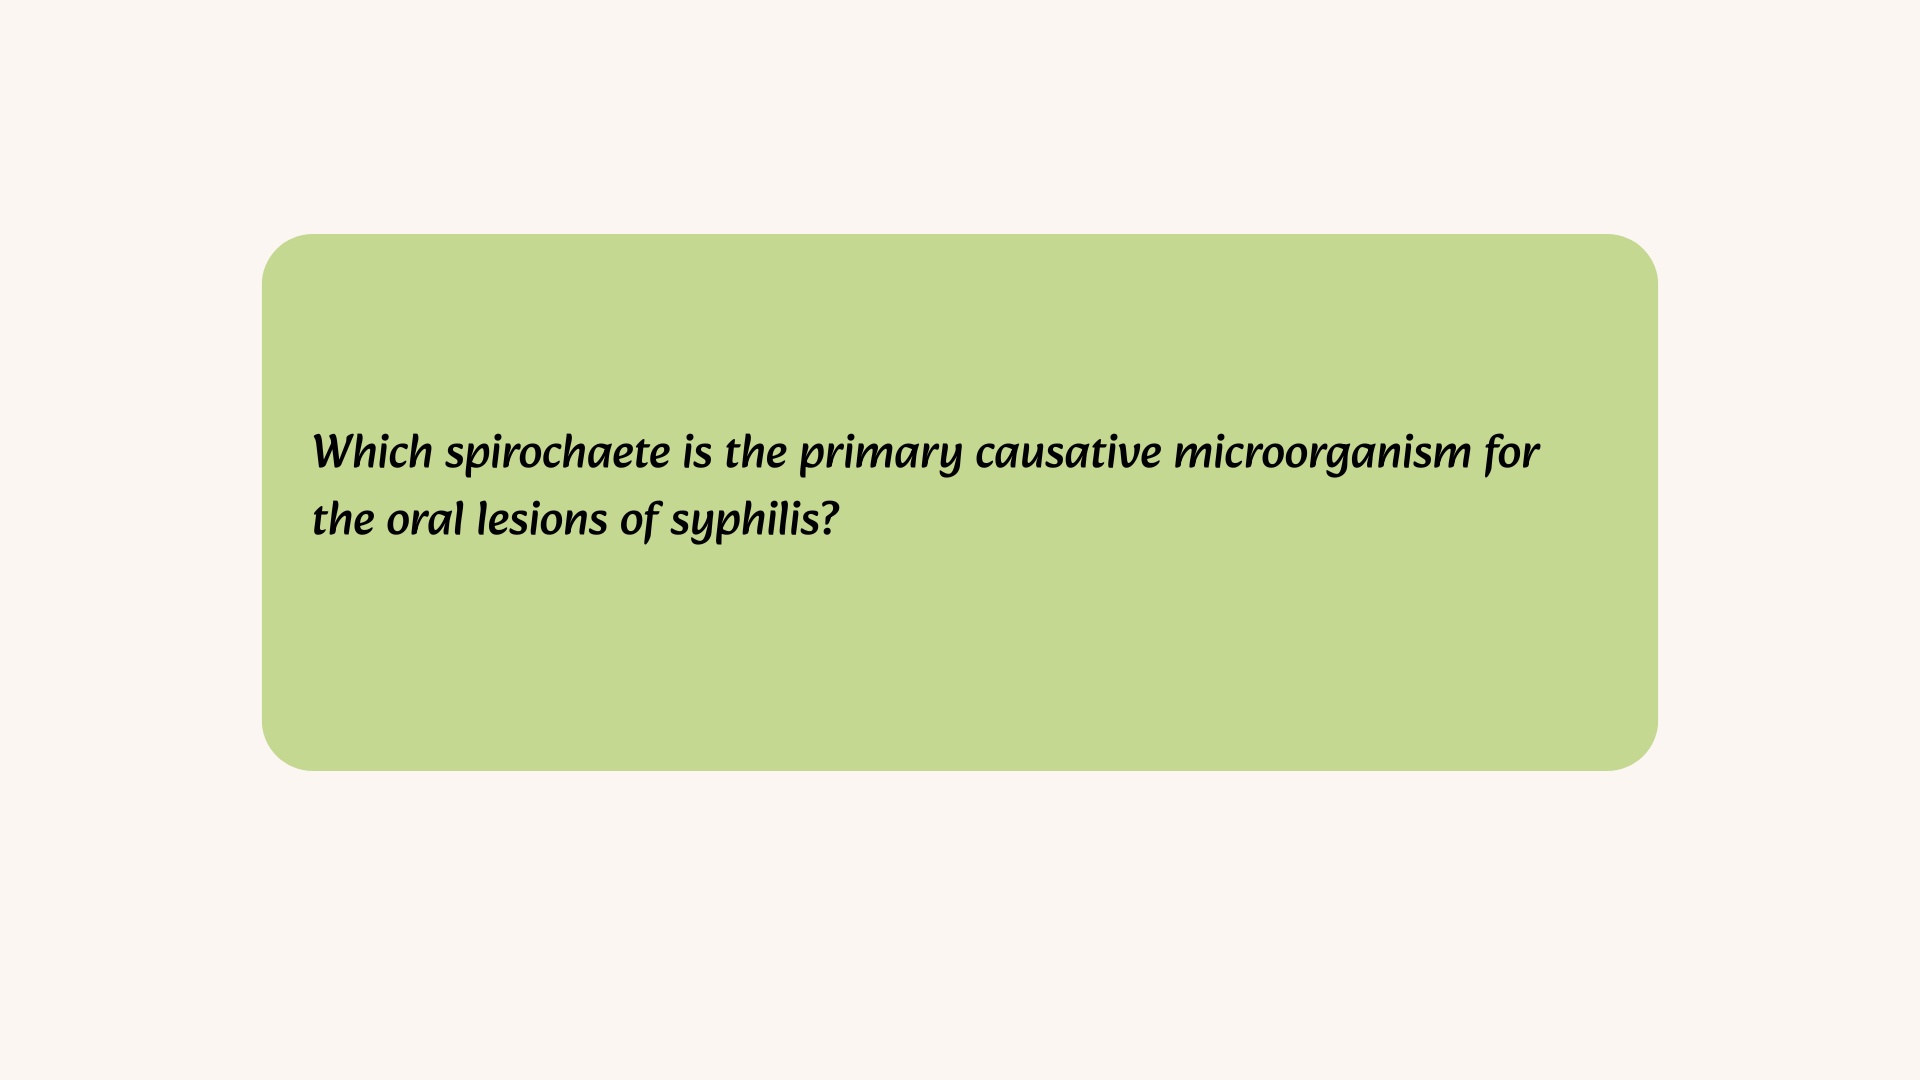 Which spirochaete is the primary causative microorganism for
the oral lesions of syphilis?